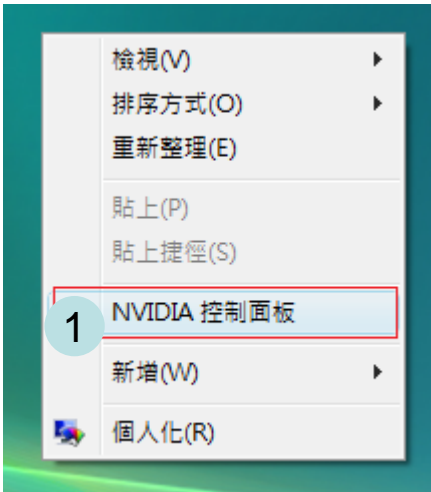 檢視(V)
排序方式(O)
重新整理(E)
貼上(P)
貼上捷徑(S)
1
NVIDIA 控制面板
新增(W)
個人化(R)